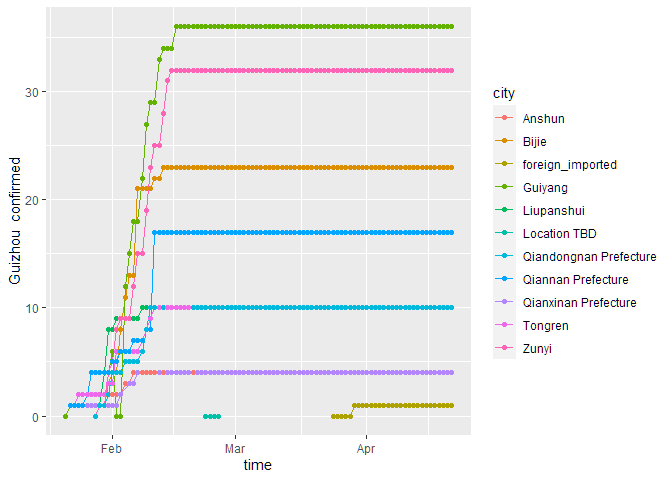 Guizhou confirmed
30
20
10
0
Feb
Mar
Apr
time
city
Anshun
Bijie
foreign_imported
Guiyang
Liupanshui
Location TBD
Qiandongnan Prefecture
Qiannan Prefecture
Qianxinan Prefecture
Tongren
Zunyi